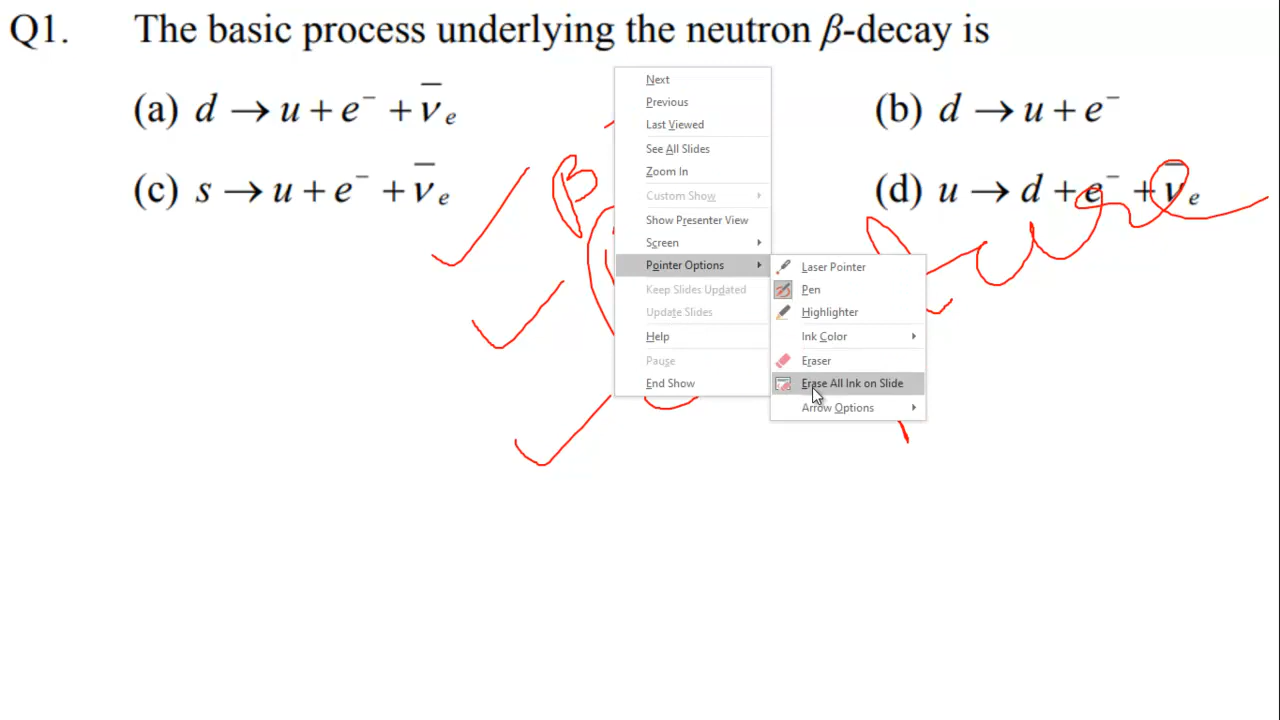 Q1. The basic process underlying the neutron β-decay is
(a) d → u + e⁻ + ν̅ₑ (b) d → u + e⁻
(c) s → u + e⁻ + ν̅ₑ (d) u → d + e⁻ + ν̅ₑ
β
Next
Previous
Last Viewed
See All Slides
Zoom In
Custom Show
Show Presenter View
Screen
Pointer Options
Keep Slides Updated
Update Slides
Help
Pause
End Show
Laser Pointer
Pen
Highlighter
Ink Color
Eraser
Erase All Ink on Slide
Arrow Options